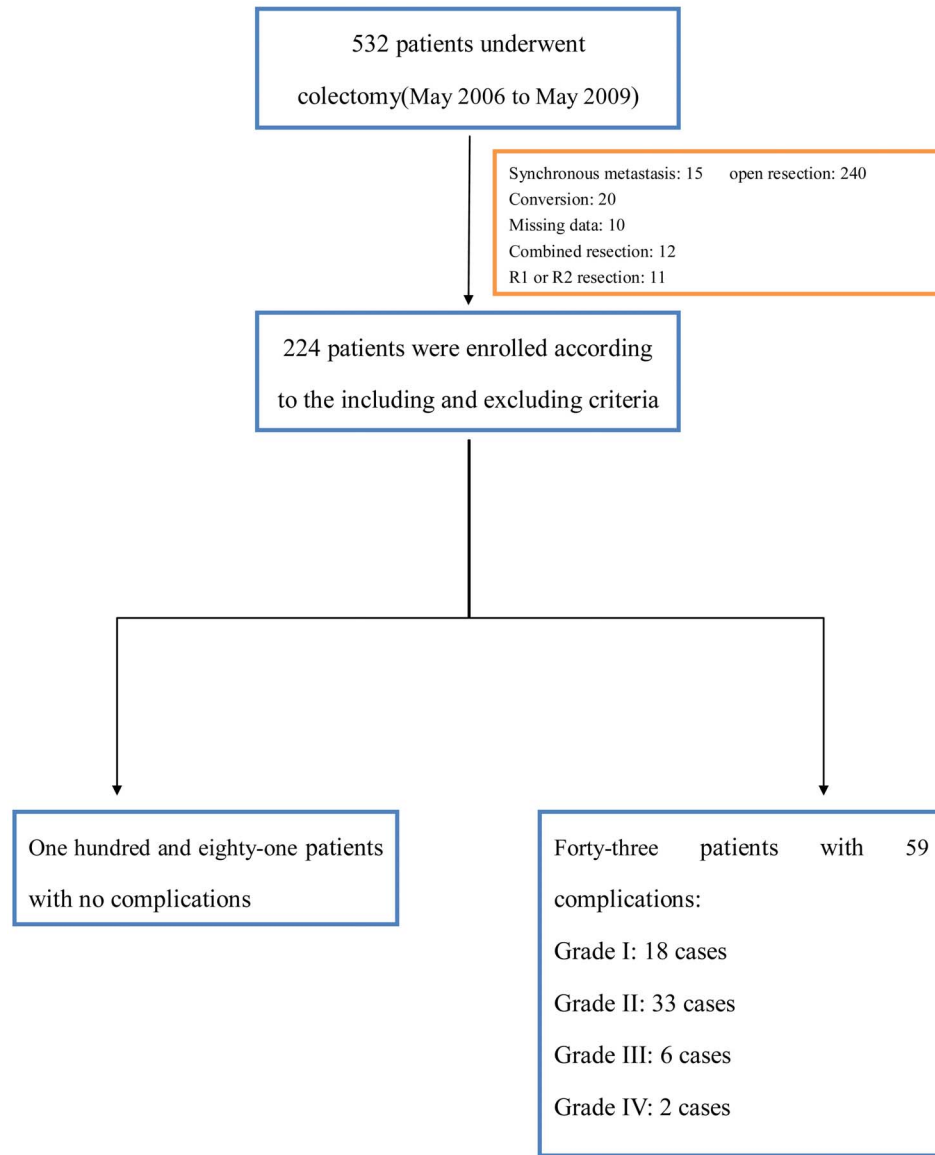 532 patients underwent
colectomy(May 2006 to May 2009)
Synchronous metastasis: 15 open resection: 240
Conversion: 20
Missing data: 10
Combined resection: 12
R1 or R2 resection: 11
224 patients were enrolled according
to the including and excluding criteria
One hundred and eighty-one patients
with no complications
Forty-three patients with 59
complications:
Grade I: 18 cases
Grade II: 33 cases
Grade III: 6 cases
Grade IV: 2 cases